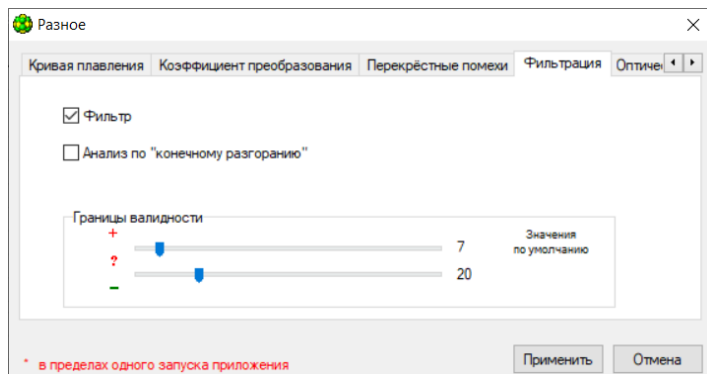 Разное
Кривая плавления Коэффициент преобразования Перекрёстные помехи Фильтрация Оптичес
Фильтр
Анализ по "конечному разгоранию"
Границы валидности
+
7
Значения
по умолчанию
?
20
–
* в пределах одного запуска приложения
Применить Отмена